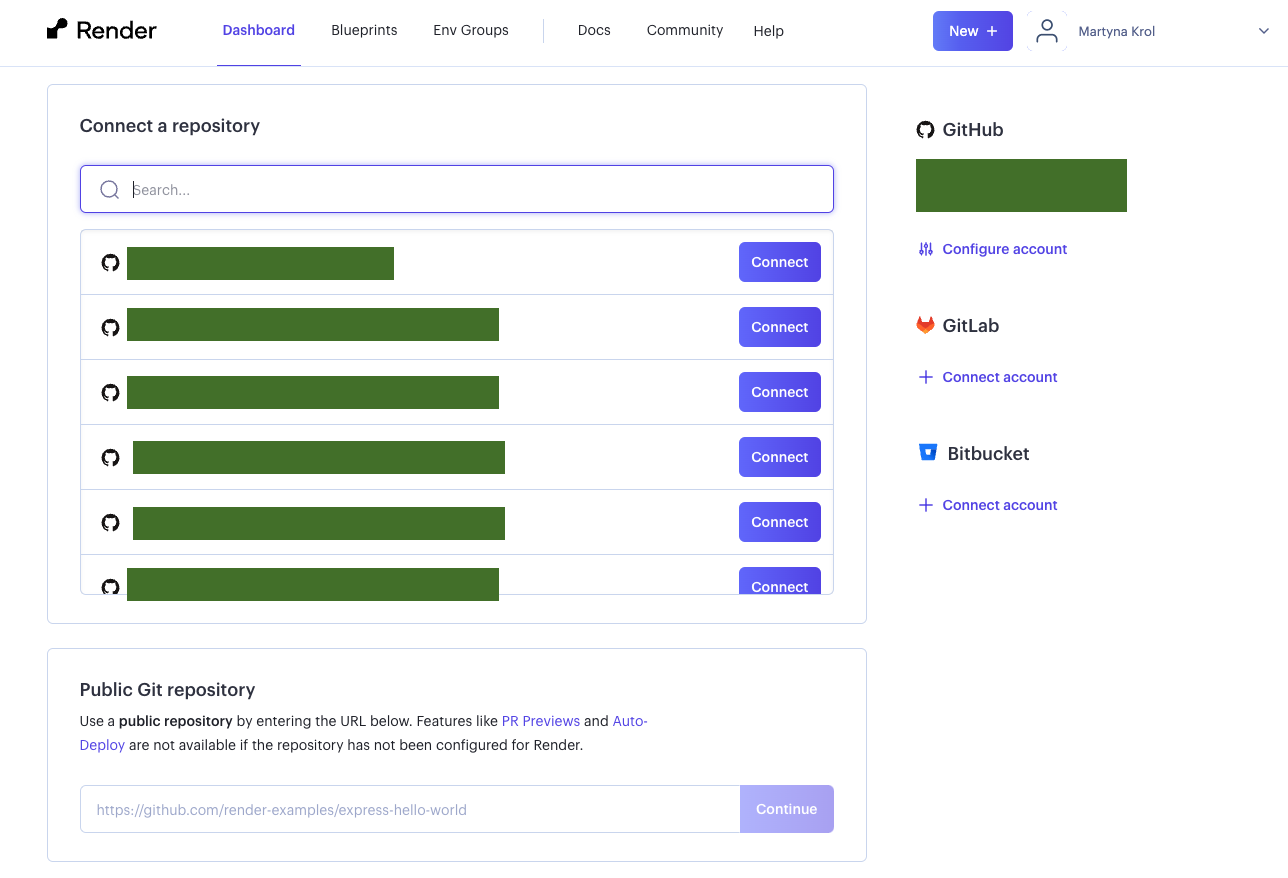 Render
Dashboard
Blueprints
Env Groups
Docs
Community
Help
New +
Martyna Krol
Connect a repository
Search...
Connect
Connect
Connect
Connect
Connect
Connect
GitHub
Configure account
GitLab
Connect account
Bitbucket
Connect account
Public Git repository
Use a public repository by entering the URL below. Features like PR Previews and Auto-
Deploy are not available if the repository has not been configured for Render.
https://github.com/render-examples/express-hello-world
Continue